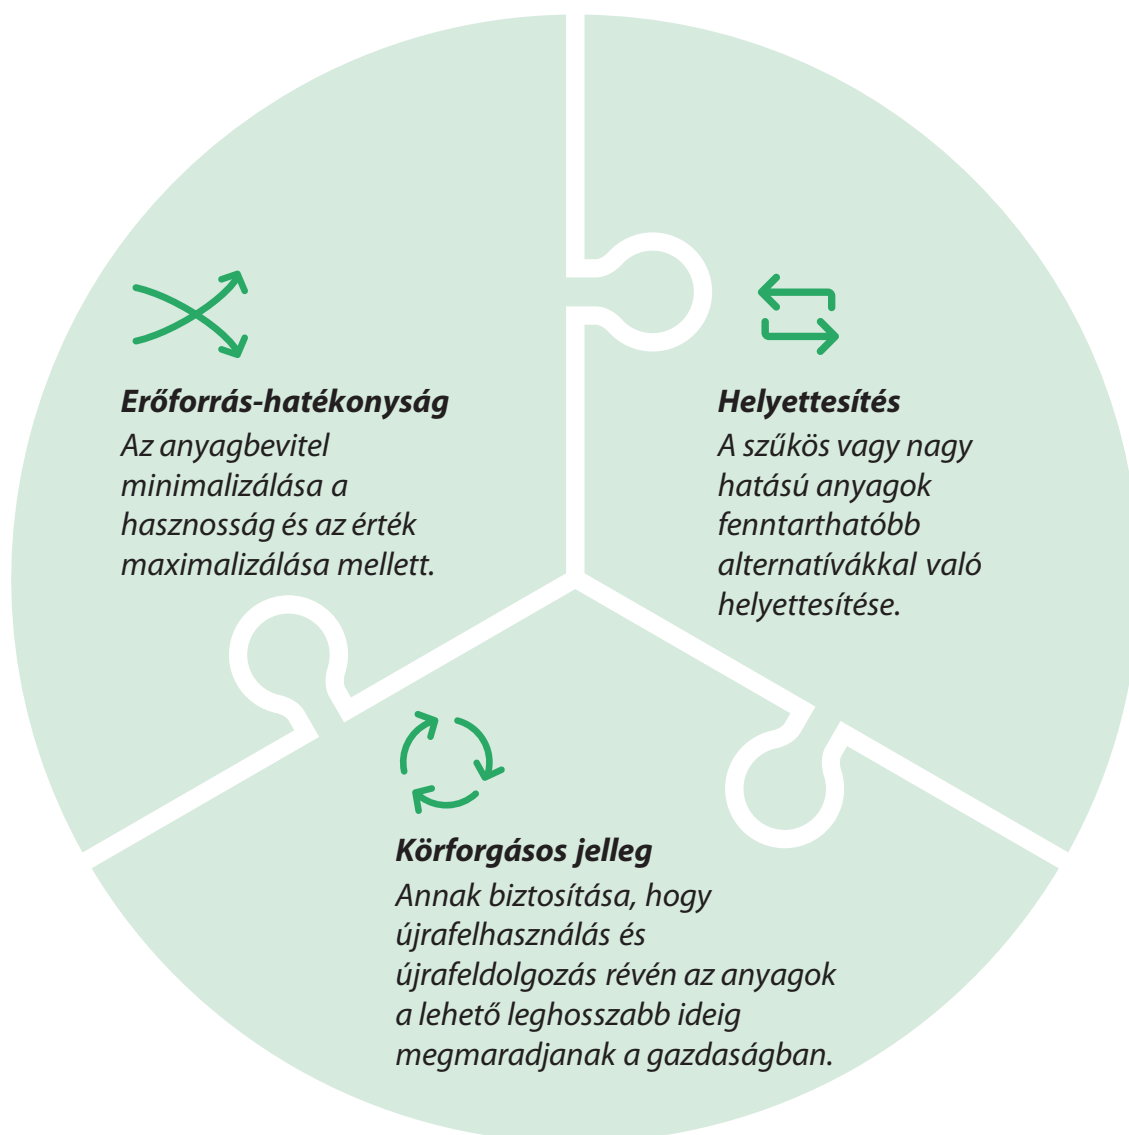 Erőforrás-hatékonyság
Az anyagbevitel
minimalizálása a
hasznosság és az érték
maximalizálása mellett.
Helyettesítés
A szűkös vagy nagy
hatású anyagok
fenntarthatóbb
alternatívákkal való
helyettesítése.
Körforgásos jelleg
Annak biztosítása, hogy
újrafelhasználás és
újrafeldolgozás révén az anyagok
a lehető leghosszabb ideig
megmaradjanak a gazdaságban.